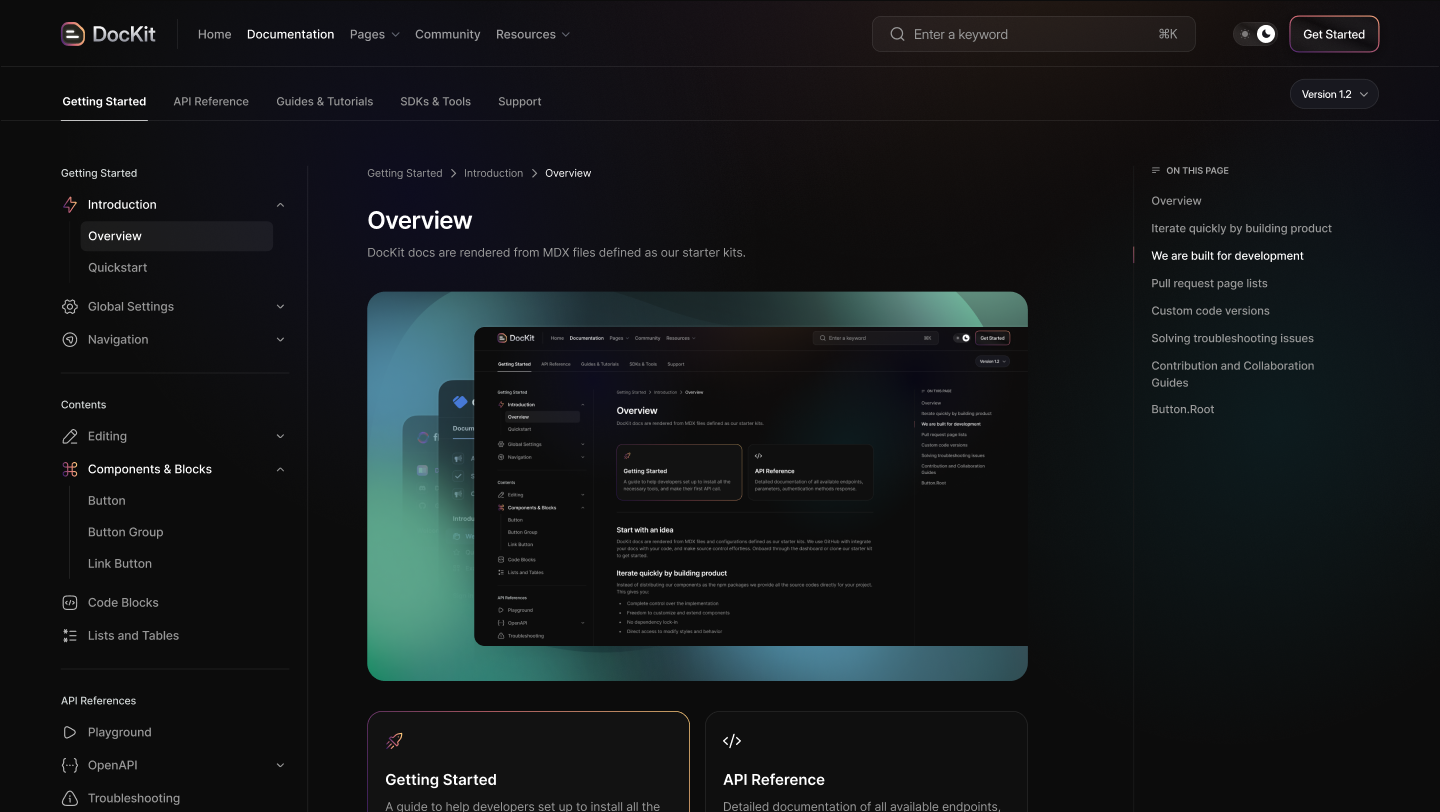 DocKit
Home Documentation Pages Community Resources
Enter a keyword ⌘K
Get Started
Getting Started API Reference Guides & Tutorials SDKs & Tools Support
Version 1.2
Getting Started
Introduction
Overview
Quickstart
Global Settings
Navigation
Contents
Editing
Components & Blocks
Button
Button Group
Link Button
Code Blocks
Lists and Tables
API References
Playground
OpenAPI
Troubleshooting
Getting Started > Introduction > Overview
Overview
DocKit docs are rendered from MDX files defined as our starter kits.
DocKit
Home Documentation Pages Community Resources
Enter a keyword ⌘K
Get Started
Getting Started API Reference Guides & Tutorials SDKs & Tools Support
Version 1.2
Getting Started
Introduction
Overview
Quickstart
Global Settings
Navigation
Contents
Editing
Components & Blocks
Button
Button Group
Link Button
Code Blocks
Lists and Tables
API References
Playground
OpenAPI
Troubleshooting
Getting Started > Introduction > Overview
Overview
DocKit docs are rendered from MDX files defined as our starter kits.
Getting Started
A guide to help developers set up to install all the
necessary tools, and make their first API call.
API Reference
Detailed documentation of all available endpoints,
parameters, authentication methods response.
Start with an idea
DocKit docs are rendered from MDX files and configurations defined as our starter kits. We use GitHub with integrate
your docs with your code, and make source control effortless. Onboard through the dashboard or clone our starter kit
to get started.
Iterate quickly by building product
Instead of distributing our components as the npm packages we provide all the source codes directly for your project.
This gives you:
• Complete control over the implementation
• Freedom to customize and extend components
• No dependency lock-in
• Direct access to modify styles and behavior
ON THIS PAGE
Overview
Iterate quickly by building product
We are built for development
Pull request page lists
Custom code versions
Solving troubleshooting issues
Contribution and Collaboration
Guides
Button.Root
Getting Started
A guide to help developers set up to install all the
API Reference
Detailed documentation of all available endpoints,
ON THIS PAGE
Overview
Iterate quickly by building product
We are built for development
Pull request page lists
Custom code versions
Solving troubleshooting issues
Contribution and Collaboration
Guides
Button.Root